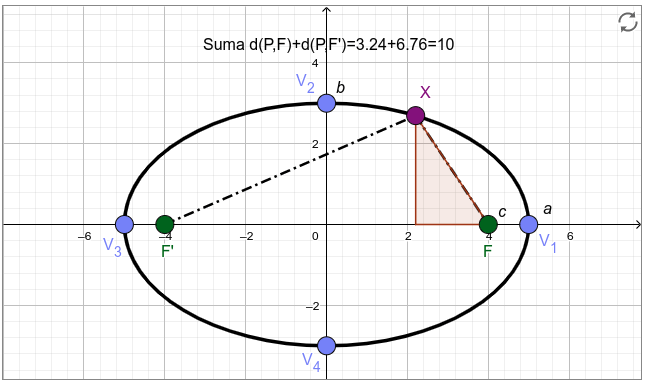 Suma d(P,F)+d(P,F')=3.24+6.76=10
4
V2 b
X
2
c a
−6 −4 −2 0 2 4 6
V3 F' F V1
−2
V4